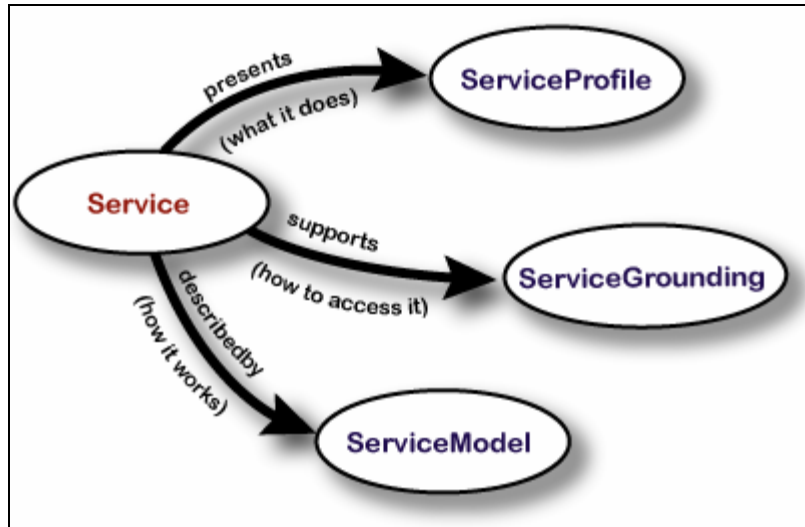 presents
(what it does)
ServiceProfile
Service
supports
(how to access it)
ServiceGrounding
describedby
(how it works)
ServiceModel